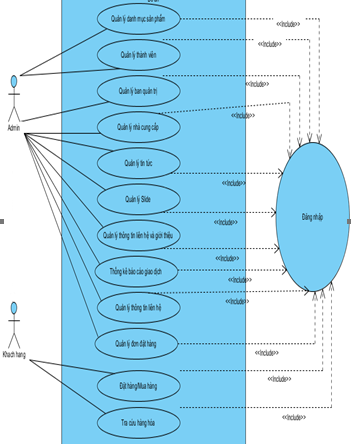 Quản lý danh mục sản phẩm
<<Include>>
Quản lý thành viên
<<Include>>
Quản lý ban quản trị
<<Include>>
Quản lý nhà cung cấp
<<Include>>
Admin
Quản lý tin tức
<<Include>>
Quản lý Slide
<<Include>>
Đăng nhập
Quản lý thông tin liên hệ và giới thiệu
<<Include>>
Thống kê báo cáo giao dịch
<<Include>>
Quản lý thông tin liên hệ
<<Include>>
Quản lý đơn đặt hàng
<<Include>>
Khach hang
Đặt hàng/Mua hàng
<<Include>>
Tra cứu hàng hóa
<<Include>>